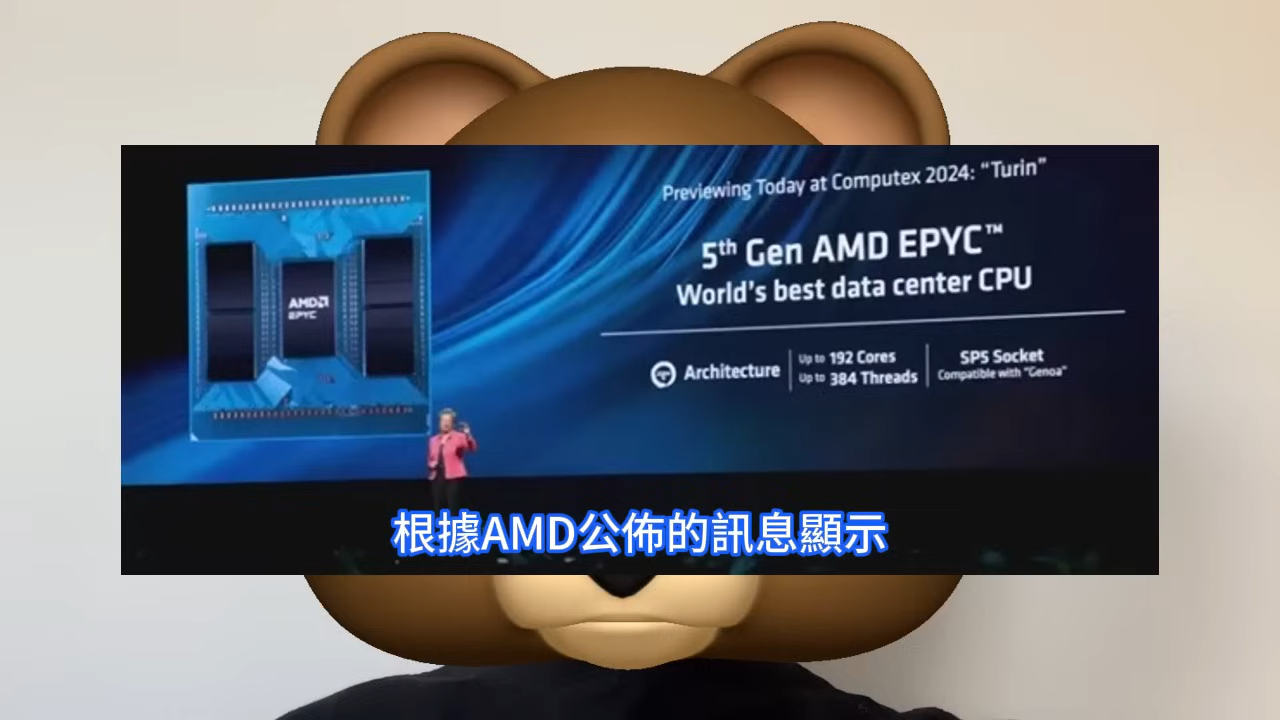 Previewing Today at Computex 2024: “Turin”
5th Gen AMD EPYC™
World's best data center CPU
AMD
EPYC
Architecture
Up to 192 Cores
Up to 384 Threads
SP5 Socket
Compatible with “Genoa”
根據AMD公佈的訊息顯示